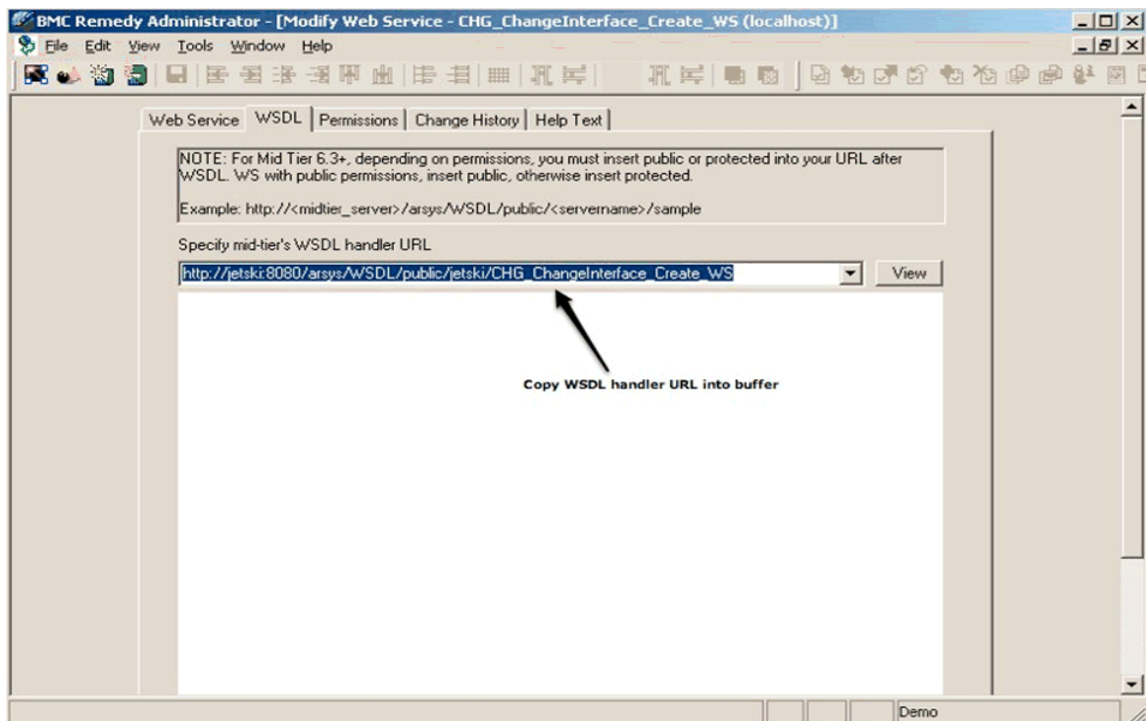 BMC Remedy Administrator - [Modify Web Service - CHG_ChangeInterface_Create_WS (localhost)]
File Edit View Tools Window Help
Web Service WSDL Permissions Change History Help Text
NOTE: For Mid Tier 6.3+, depending on permissions, you must insert public or protected into your URL after
WSDL. WS with public permissions, insert public, otherwise insert protected.
Example: http://<midtier_server>/arsys/WSDL/public/<servername>/sample
Specify mid-tier's WSDL handler URL
http://jetski:8080/arsys/WSDL/public/jetski/CHG_ChangeInterface_Create_WS View
Copy WSDL handler URL into buffer
Demo